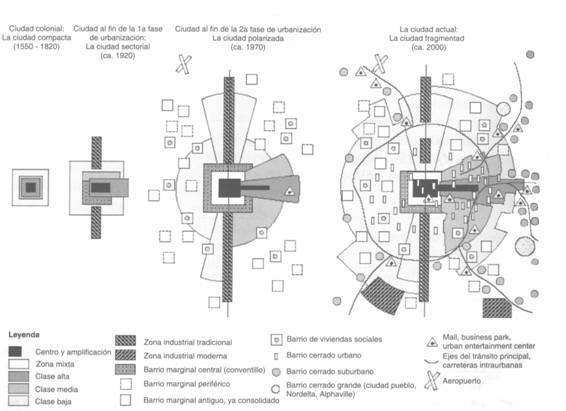 Ciudad colonial:
La ciudad compacta
(1550 - 1820)
Ciudad al fin de la 1a fase
de urbanización:
La ciudad sectorial
(ca. 1920)
Ciudad al fin de la 2a fase de urbanización
La ciudad polarizada
(ca. 1970)
La ciudad actual:
La ciudad fragmentad
(ca. 2000)
Leyenda
Centro y amplificación
Zona mixta
Clase alta
Clase media
Clase baja
Zona industrial tradicional
Zona industrial moderna
Barrio marginal central (conventillo)
Barrio marginal periférico
Barrio marginal antiguo, ya consolidado
Barrio de viviendas sociales
Barrio cerrado urbano
Barrio cerrado suburbano
Barrio cerrado grande (ciudad pueblo,
Nordelta, Alphaville)
Mall, business park,
urban entertainment center
Ejes del tránsito principal,
carreteras intraurbanas
Aeropuerto